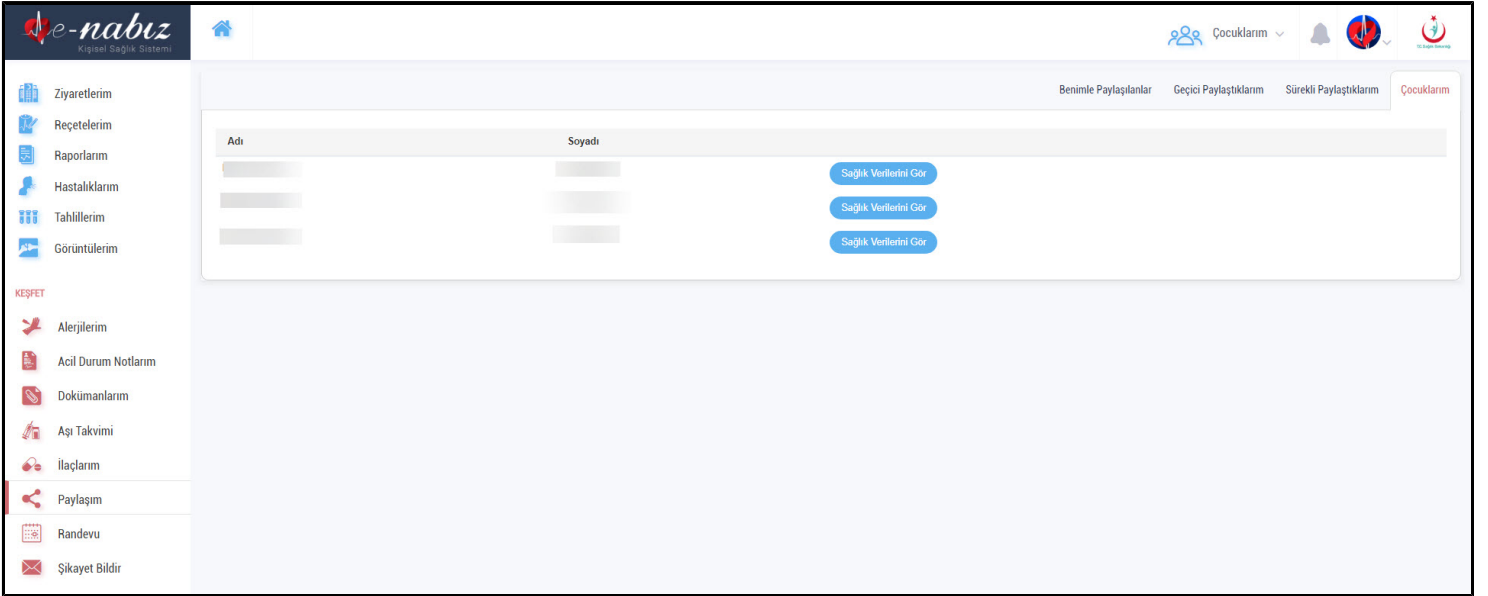 e-nabız
Kişisel Sağlık Sistemi
Çocuklarım
Ziyaretlerim
Reçetelerim
Raporlarım
Hastalıklarım
Tahlillerim
Görüntülerim
KEŞFET
Alerjilerim
Acil Durum Notlarım
Dokümanlarım
Aşı Takvimi
İlaçlarım
Paylaşım
Randevu
Şikayet Bildir
Benimle Paylaşılanlar Geçici Paylaştıklarım Sürekli Paylaştıklarım Çocuklarım
Adı Soyadı
Sağlık Verilerini Gör
Sağlık Verilerini Gör
Sağlık Verilerini Gör